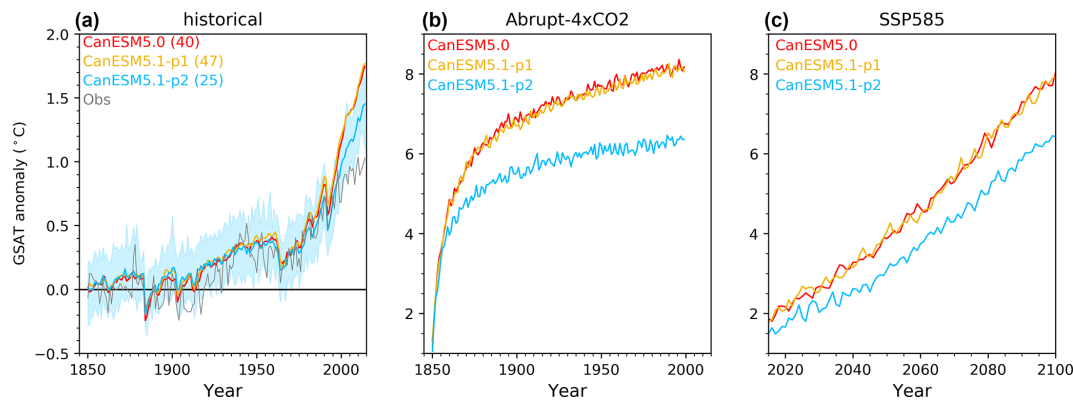 (a) historical
GSAT anomaly (°C)
2.0
1.5
1.0
0.5
0.0
−0.5
CanESM5.0 (40)
CanESM5.1-p1 (47)
CanESM5.1-p2 (25)
Obs
1850 1900 1950 2000
Year
(b) Abrupt-4xCO2
8
6
4
2
CanESM5.0
CanESM5.1-p1
CanESM5.1-p2
1850 1900 1950 2000
Year
(c) SSP585
8
6
4
2
CanESM5.0
CanESM5.1-p1
CanESM5.1-p2
2020 2040 2060 2080 2100
Year